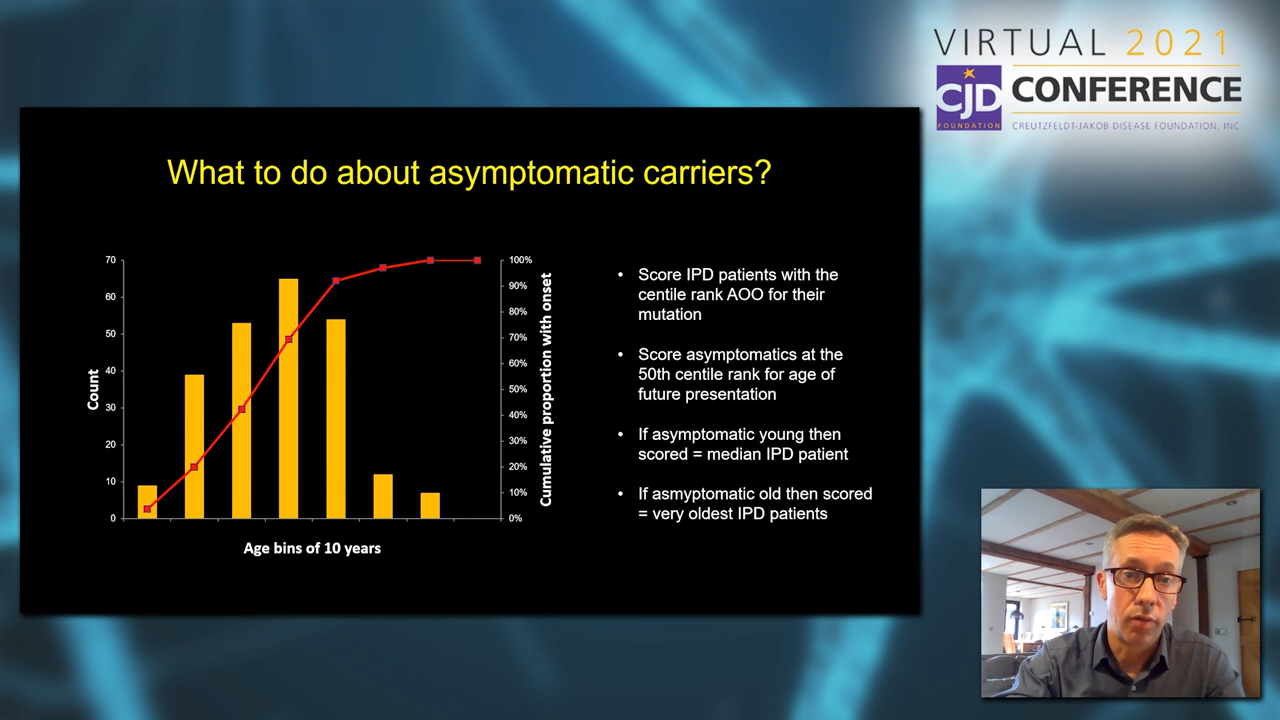 VIRTUAL 2021
CJD
FOUNDATION
CONFERENCE
CREUTZFELDT-JAKOB DISEASE FOUNDATION, INC
What to do about asymptomatic carriers?
Count
70
60
50
40
30
20
10
0
100%
90%
80%
70%
60%
50%
40%
30%
20%
10%
0%
Cumulative proportion with onset
Age bins of 10 years
• Score IPD patients with the
centile rank AOO for their
mutation
• Score asymptomatics at the
50th centile rank for age of
future presentation
• If asymptomatic young then
scored = median IPD patient
• If asmyptomatic old then scored
= very oldest IPD patients